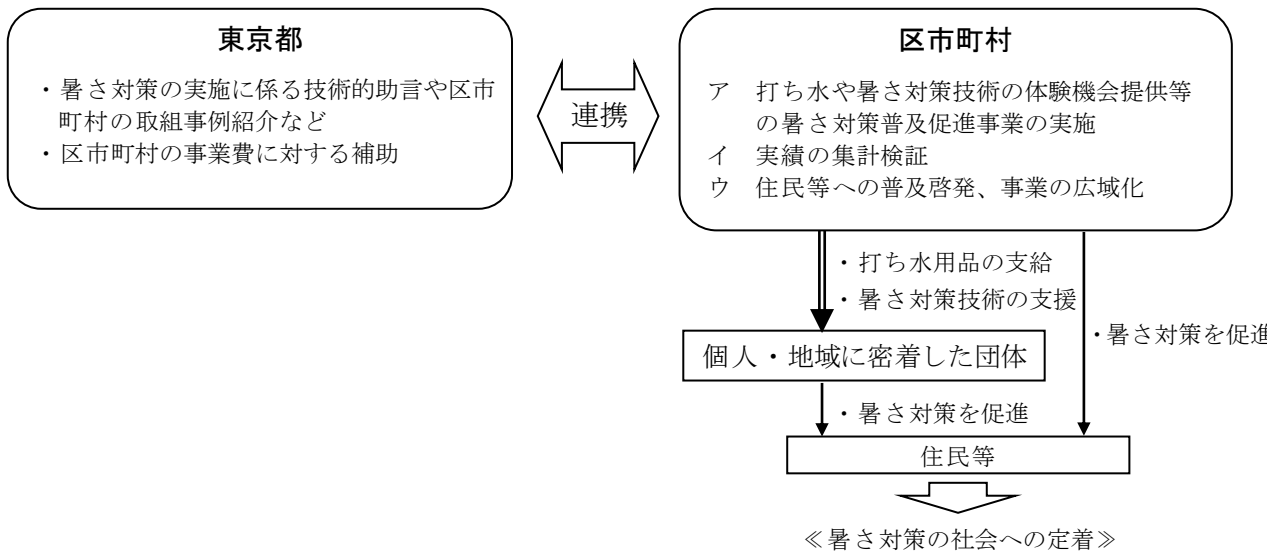 東京都
・暑さ対策の実施に係る技術的助言や区市
町村の取組事例紹介など
・区市町村の事業費に対する補助
連携
区市町村
ア　打ち水や暑さ対策技術の体験機会提供等
の暑さ対策普及促進事業の実施
イ　実績の集計検証
ウ　住民等への普及啓発、事業の広域化
・打ち水用品の支給
・暑さ対策技術の支援
・暑さ対策を促進
個人・地域に密着した団体
・暑さ対策を促進
住民等
≪暑さ対策の社会への定着≫